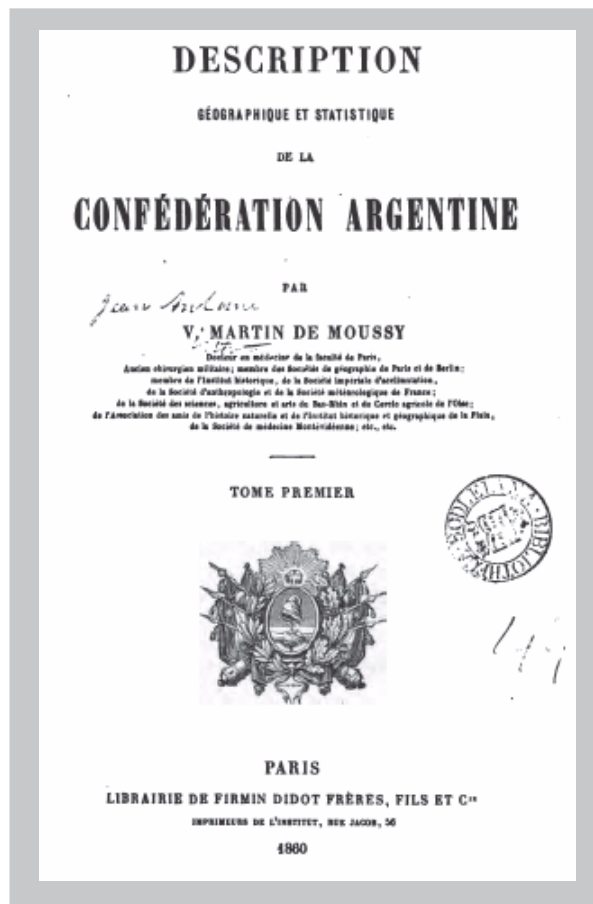 DESCRIPTION
GÉOGRAPHIQUE ET STATISTIQUE
DE LA
CONFÉDÉRATION ARGENTINE
PAR
Jean Antoine
V. MARTIN DE MOUSSY
Docteur en médecine de la faculté de Paris,
Ancien chirurgien militaire; membre des Sociétés de géographie de Paris et de Berlin;
membre de l'Institut historique, de la Société impériale d'acclimatation,
de la Société d'anthropologie et de la Société météorologique de France;
de la Société des sciences, agriculture et arts du Bas-Rhin et du Cercle agricole de l'Oise;
de l'Association des amis de l'histoire naturelle et de l'Institut historique et géographique de la Plata,
de la Société de médecine Montévidéenne; etc., etc.
TOME PREMIER
BODLEIANA BIBLIOTHECA
PARIS
LIBRAIRIE DE FIRMIN DIDOT FRÈRES, FILS ET Cie
IMPRIMEURS DE L'INSTITUT, RUE JACOB, 56
1860